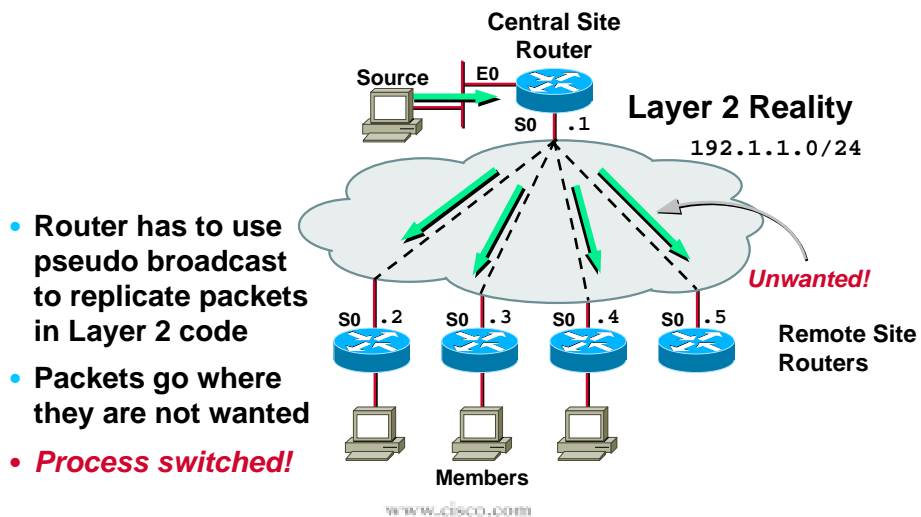 Central Site
Router
Source
E0
S0 .1
Layer 2 Reality
192.1.1.0/24
• Router has to use
pseudo broadcast
to replicate packets
in Layer 2 code
• Packets go where
they are not wanted
• Process switched!
Unwanted!
S0 .2
S0 .3
S0 .4
S0 .5
Remote Site
Routers
Members
www.cisco.com